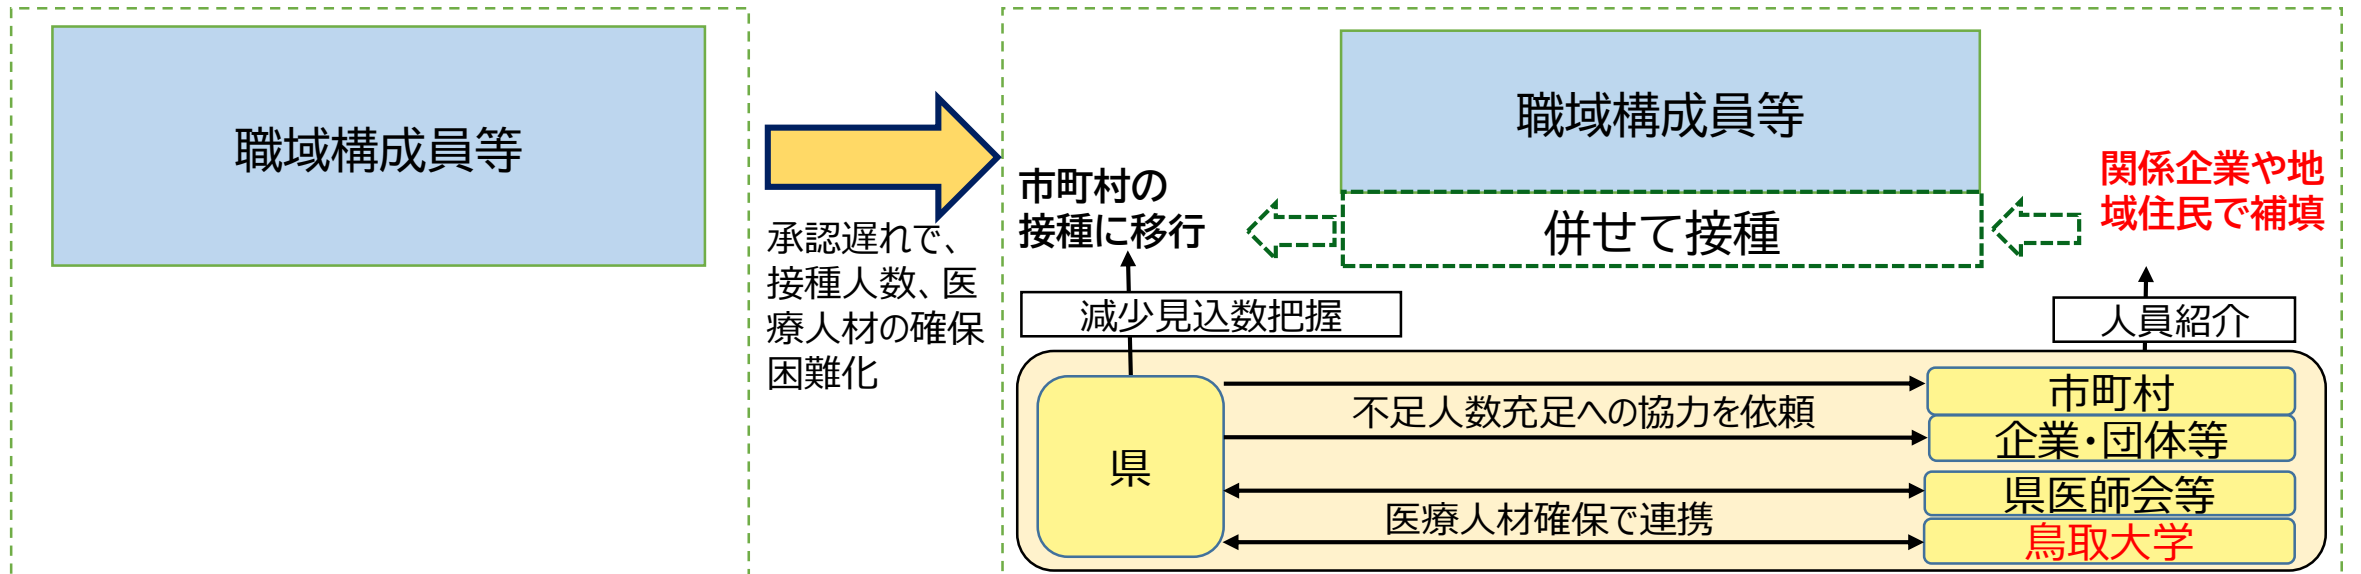 職域構成員等
承認遅れで、
接種人数、医
療人材の確保
困難化
職域構成員等
併せて接種
市町村の
接種に移行
関係企業や地
域住民で補填
減少見込数把握
人員紹介
県
不足人数充足への協力を依頼
医療人材確保で連携
市町村
企業・団体等
県医師会等
鳥取大学